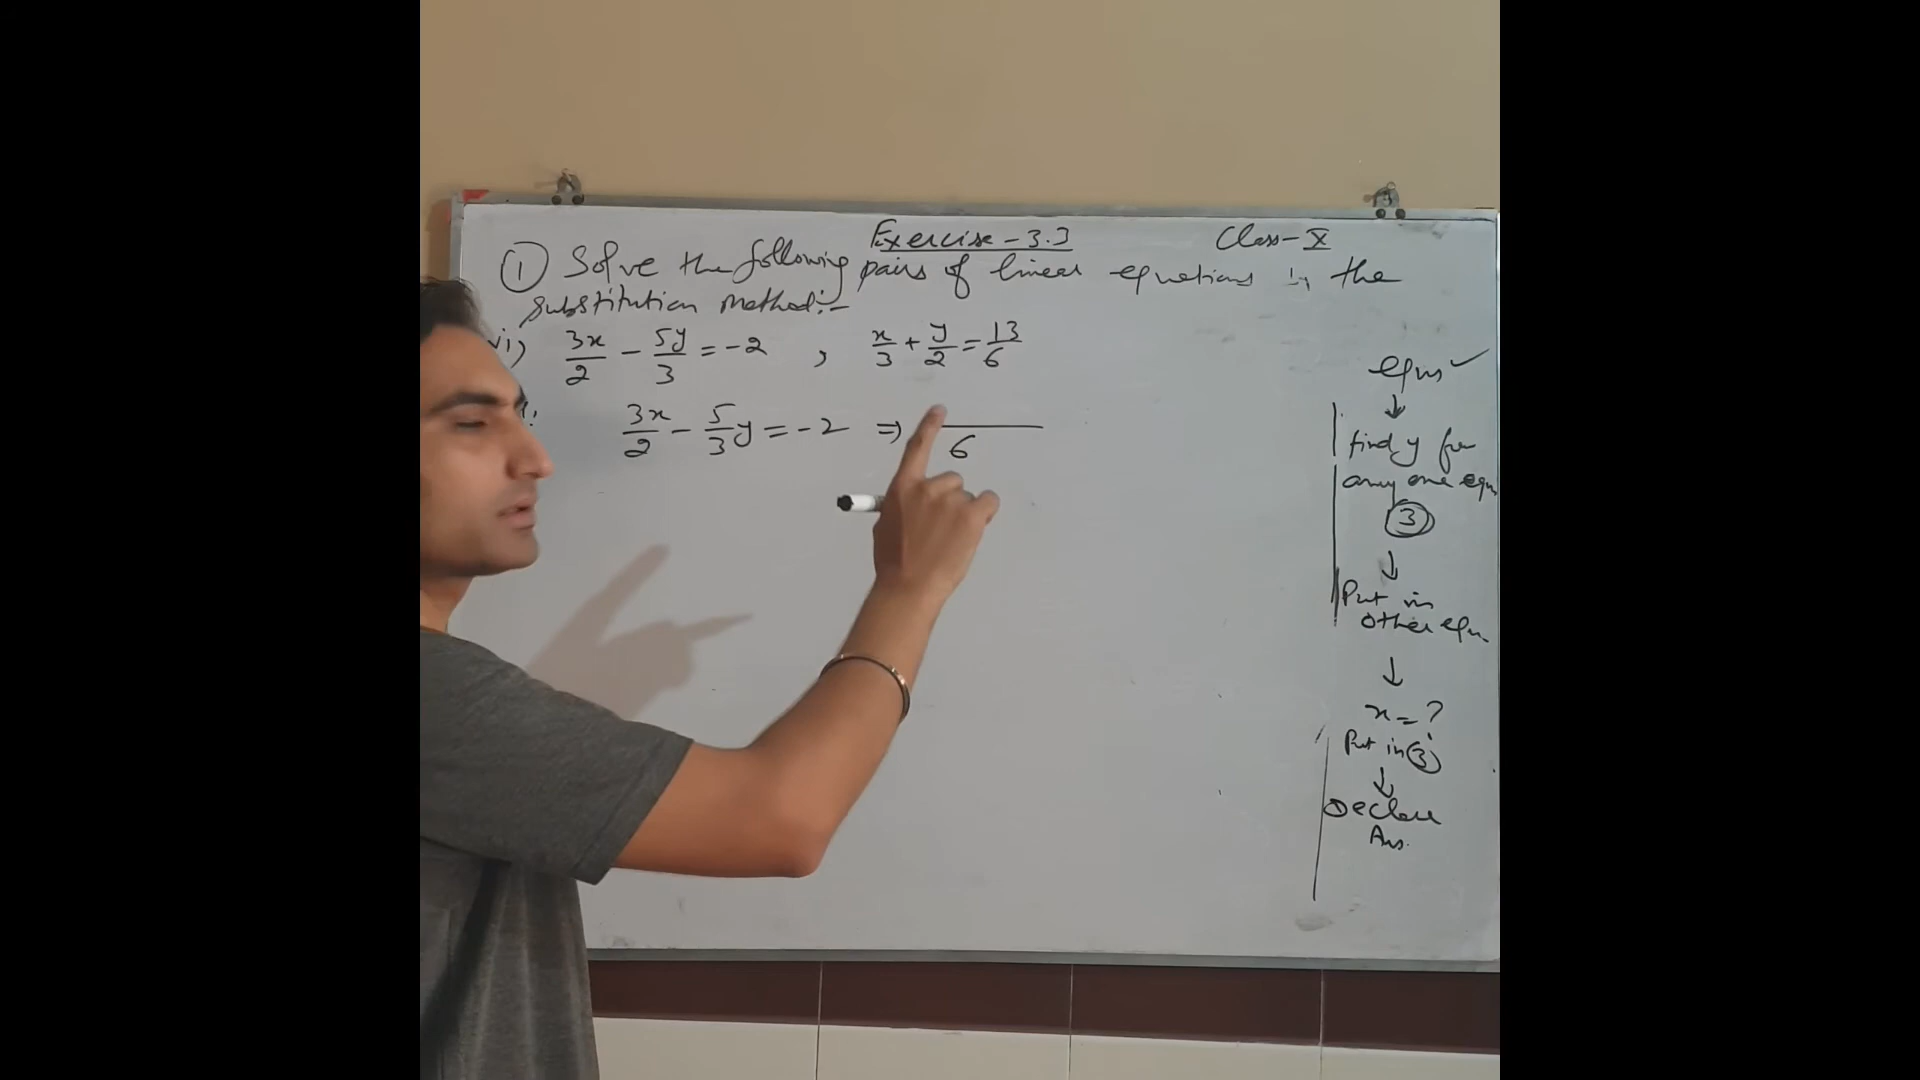 Exercise - 3.3
Class - X
① Solve the following pairs of linear equations by the
substitution method:-
vi) 3x/2 - 5y/3 = -2 , x/3 + y/2 = 13/6
3x/2 - 5/3 y = -2 ⇒ /6
eqns ✓
↓
find y from
any one eqn
③
↓
Put in
other eqn
↓
x = ?
Put in ③
↓
Declare
Ans.